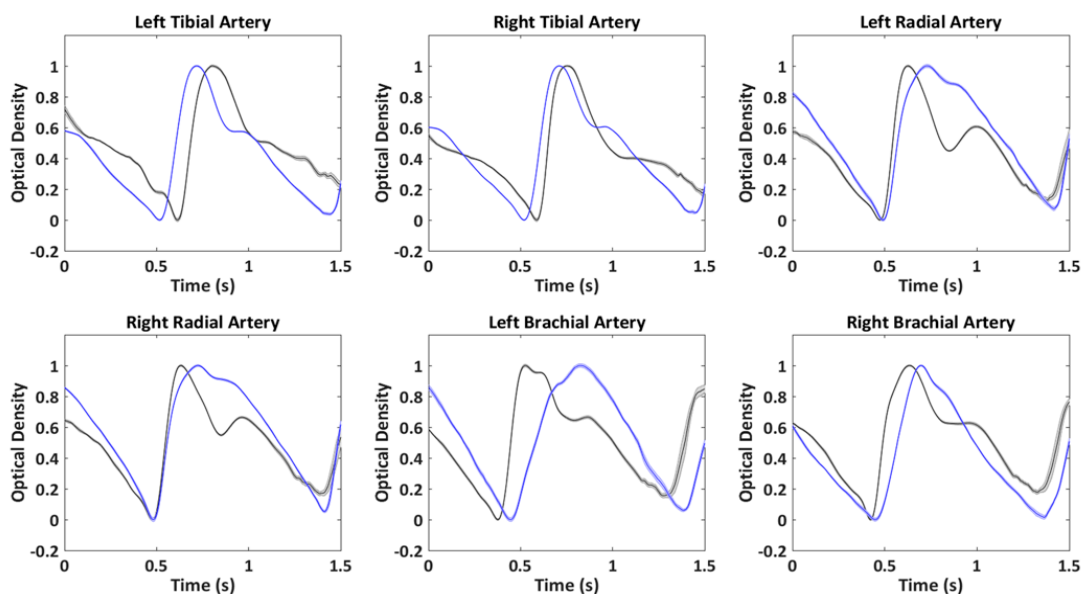 Left Tibial Artery
Right Tibial Artery
Left Radial Artery
Optical Density
1
0.8
0.6
0.4
0.2
0
-0.2
0 0.5 1 1.5
Time (s)
Optical Density
1
0.8
0.6
0.4
0.2
0
-0.2
0 0.5 1 1.5
Time (s)
Optical Density
1
0.8
0.6
0.4
0.2
0
-0.2
0 0.5 1 1.5
Time (s)
Right Radial Artery
Left Brachial Artery
Right Brachial Artery
Optical Density
1
0.8
0.6
0.4
0.2
0
-0.2
0 0.5 1 1.5
Time (s)
Optical Density
1
0.8
0.6
0.4
0.2
0
-0.2
0 0.5 1 1.5
Time (s)
Optical Density
1
0.8
0.6
0.4
0.2
0
-0.2
0 0.5 1 1.5
Time (s)